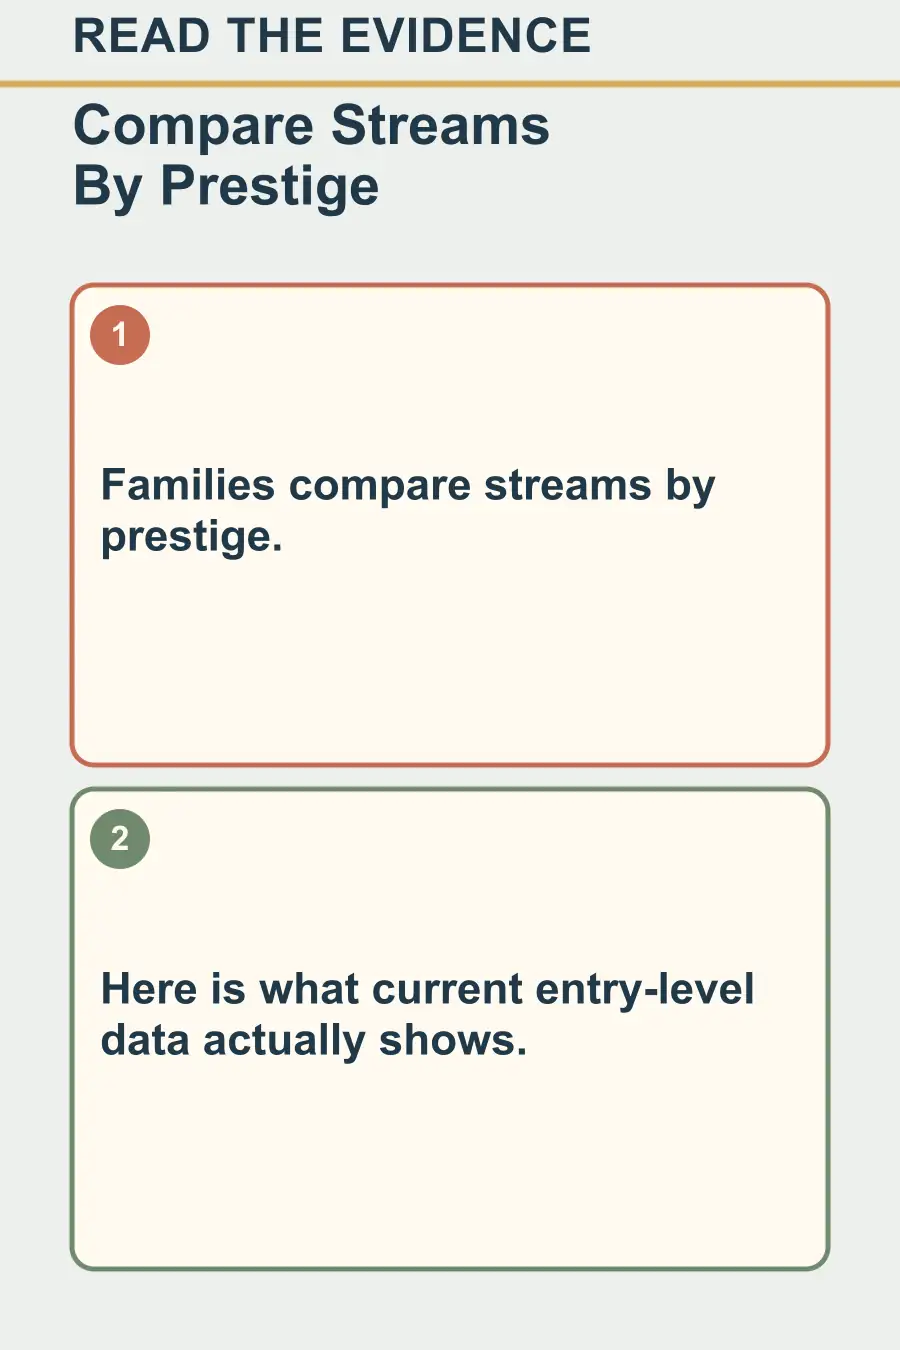 READ THE EVIDENCE
Compare Streams
By Prestige
1
Families compare streams by
prestige.
2
Here is what current entry-level
data actually shows.